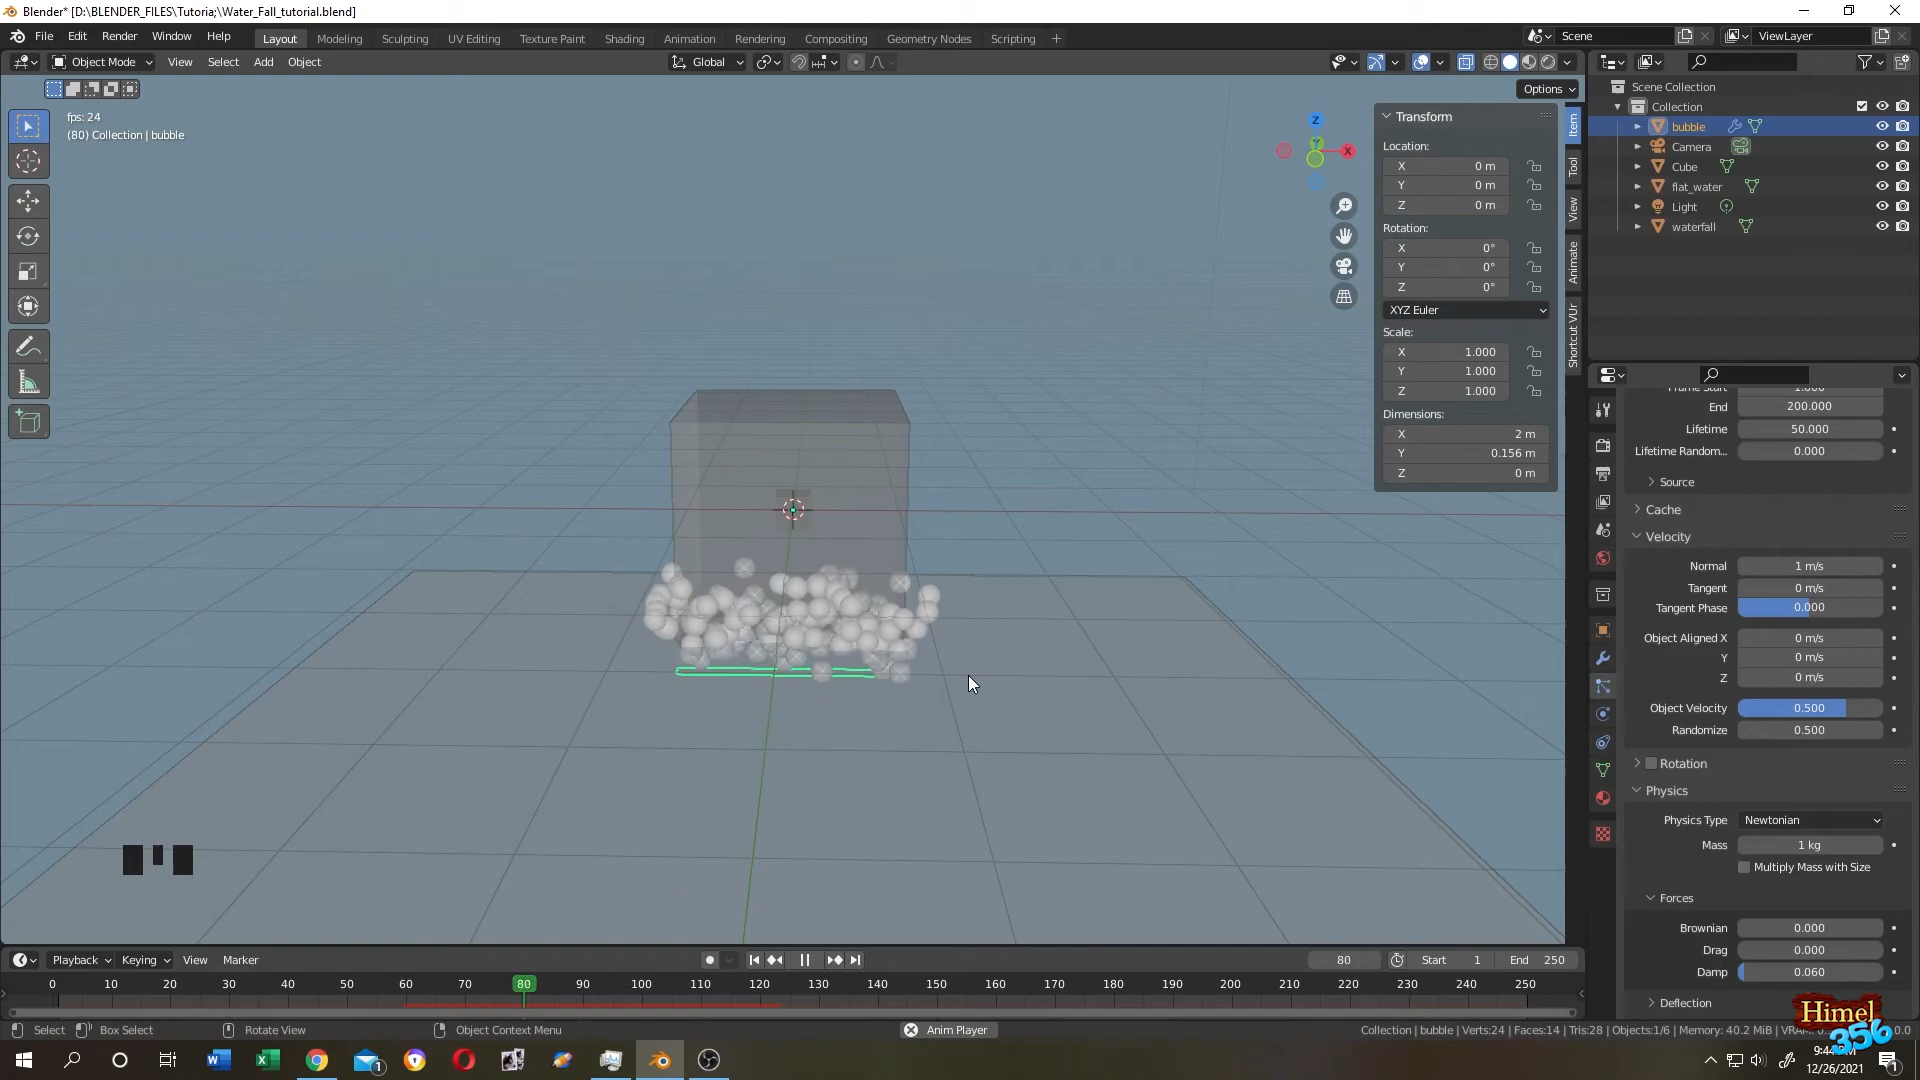 Blender* [D:\BLENDER_FILES\Tutoria;\Water_Fall_tutorial.blend]
File Edit Render Window Help Layout Modeling Sculpting UV Editing Texture Paint Shading Animation Rendering Compositing Geometry Nodes Scripting + Scene ViewLayer
Object Mode View Select Add Object Global
Options
fps: 24
(80) Collection | bubble
Z
Y
X
Transform
Location:
X 0 m
Y 0 m
Z 0 m
Rotation:
X 0°
Y 0°
Z 0°
XYZ Euler
Scale:
X 1.000
Y 1.000
Z 1.000
Dimensions:
X 2 m
Y 0.156 m
Z 0 m
Item
Tool
View
Animate
Shortcut VUr
Scene Collection
Collection
bubble
Camera
Cube
flat_water
Light
waterfall
Frame Start 1.000
End 200.000
Lifetime 50.000
Lifetime Random... 0.000
Source
Cache
Velocity
Normal 1 m/s
Tangent 0 m/s
Tangent Phase 0.000
Object Aligned X 0 m/s
Y 0 m/s
Z 0 m/s
Object Velocity 0.500
Randomize 0.500
Rotation
Physics
Physics Type Newtonian
Mass 1 kg
Multiply Mass with Size
Forces
Brownian 0.000
Drag 0.000
Damp 0.060
Deflection
Playback Keying View Marker 80 Start 1 End 250
0 10 20 30 40 50 60 70 80 90 100 110 120 130 140 150 160 170 180 190 200 210 220 230 240 250
Select Box Select Rotate View Object Context Menu Anim Player Collection | bubble | Verts:24 | Faces:14 | Tris:28 | Objects:1/6 | Memory: 40.2 MiB | VRAM:
Himel
356
12/26/2021